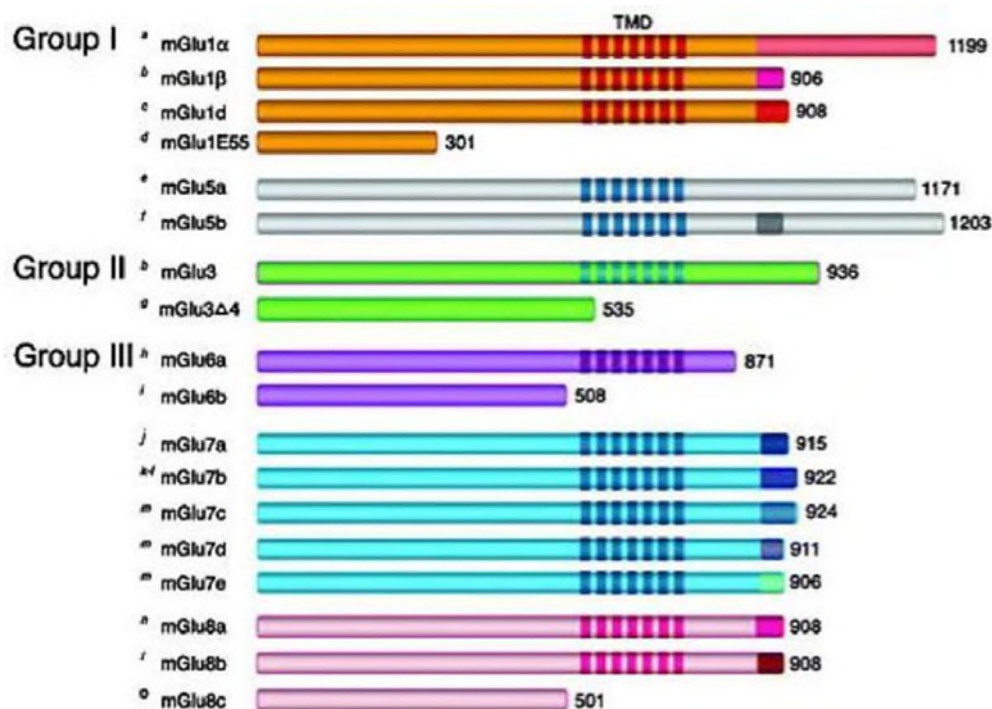 TMD
Group I a mGlu1α 1199
b mGlu1β 906
c mGlu1d 908
d mGlu1E55 301
e mGlu5a 1171
f mGlu5b 1203
Group II b mGlu3 936
g mGlu3Δ4 535
Group III h mGlu6a 871
i mGlu6b 508
j mGlu7a 915
k-l mGlu7b 922
m mGlu7c 924
m mGlu7d 911
m mGlu7e 906
n mGlu8a 908
mGlu8b 908
o mGlu8c 501